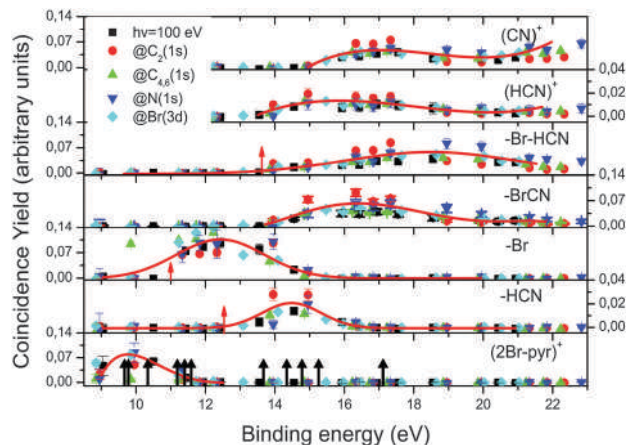 Coincidence Yield (arbitrary units)
0,14
0,07
0,00
hν=100 eV
@C2(1s)
@C4,6(1s)
@N(1s)
@Br(3d)
(CN)+
0,04
(HCN)+
0,02
0,00
0,14
-Br-HCN
0,07
0,00
0,14
-BrCN
0,07
0,00
0,14
-Br
0,07
0,00
0,04
-HCN
0,02
0,00
0,14
(2Br-pyr)+
0,07
0,00
10 12 14 16 18 20 22
Binding energy (eV)